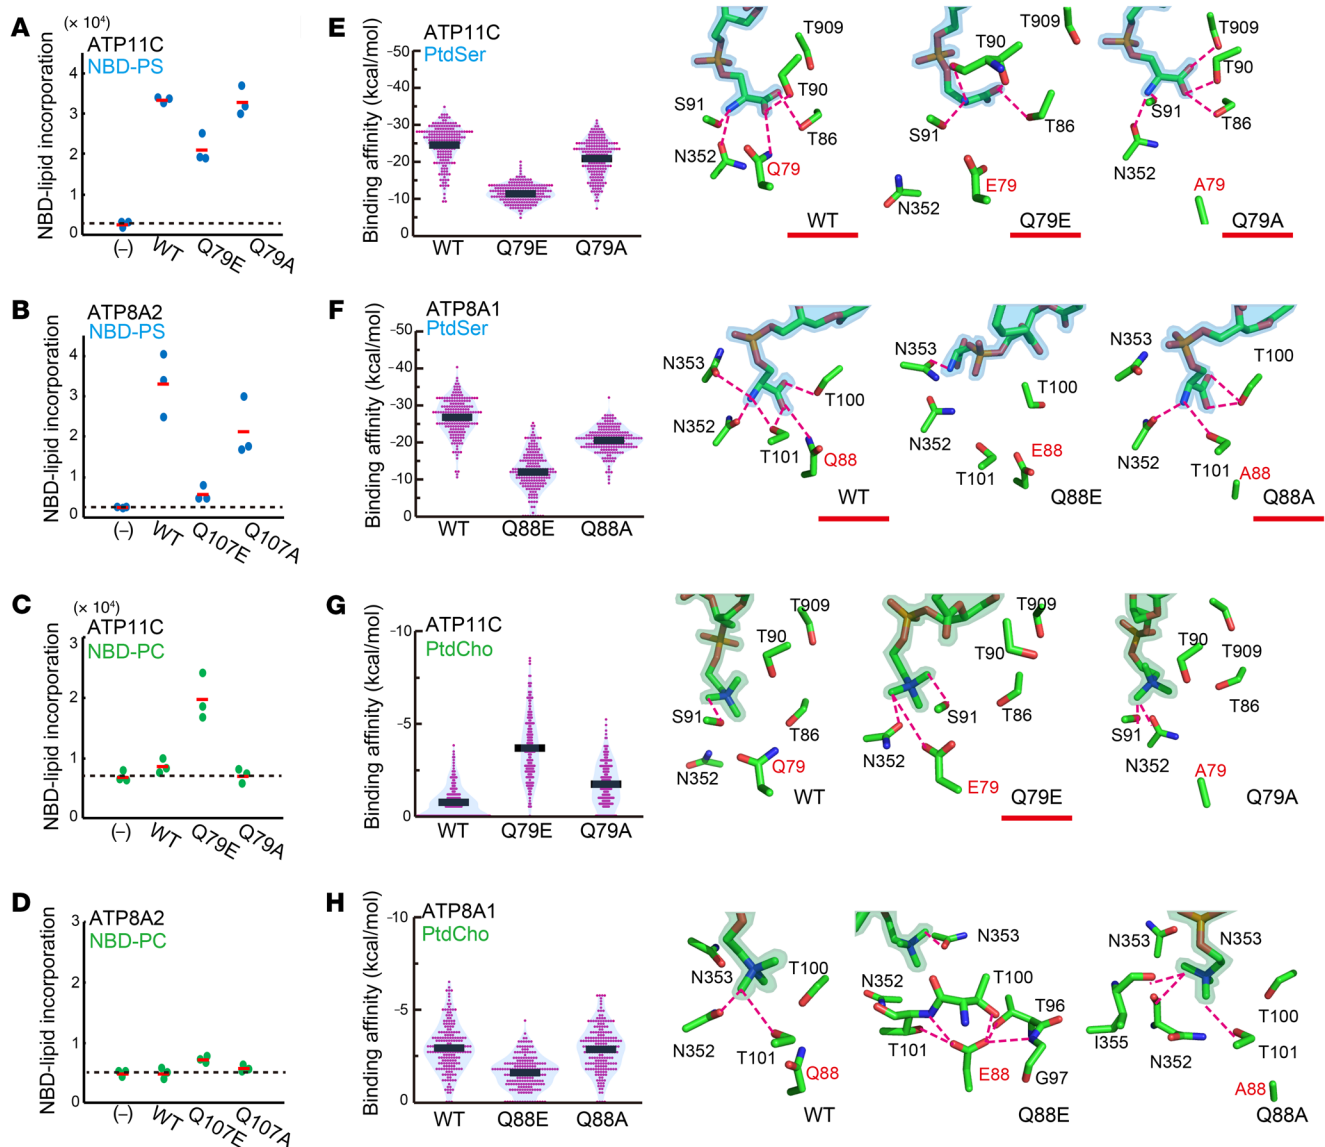 A
(× 10⁴)
ATP11C
NBD-PS
NBD-lipid incorporation
4
3
2
1
0
(–)
WT
Q79E
Q79A
E
ATP11C
PtdSer
Binding affinity (kcal/mol)
-50
-40
-30
-20
-10
0
WT
Q79E
Q79A
T909
T90
S91
T86
N352
Q79
WT
T909
T90
S91
T86
N352
E79
Q79E
T909
T90
S91
T86
N352
A79
Q79A
B
ATP8A2
NBD-PS
NBD-lipid incorporation
4
3
2
1
0
(–)
WT
Q107E
Q107A
F
ATP8A1
PtdSer
Binding affinity (kcal/mol)
-50
-40
-30
-20
-10
0
WT
Q88E
Q88A
N353
T100
N352
T101
Q88
WT
N353
T100
N352
T101
E88
Q88E
N353
T100
N352
T101
A88
Q88A
C
(× 10⁴)
ATP11C
NBD-PC
NBD-lipid incorporation
3
2
1
0
(–)
WT
Q79E
Q79A
G
ATP11C
PtdCho
Binding affinity (kcal/mol)
-10
-5
0
WT
Q79E
Q79A
T909
T90
S91
T86
N352
Q79
WT
T909
T90
S91
T86
N352
E79
Q79E
T90
T909
T86
S91
N352
A79
Q79A
D
ATP8A2
NBD-PC
NBD-lipid incorporation
3
2
1
0
(–)
WT
Q107E
Q107A
H
ATP8A1
PtdCho
Binding affinity (kcal/mol)
-10
-5
0
WT
Q88E
Q88A
N353
T100
N352
T101
Q88
WT
N353
N352
T100
T96
T101
E88
G97
Q88E
N353
N353
T100
I355
N352
T101
A88
Q88A